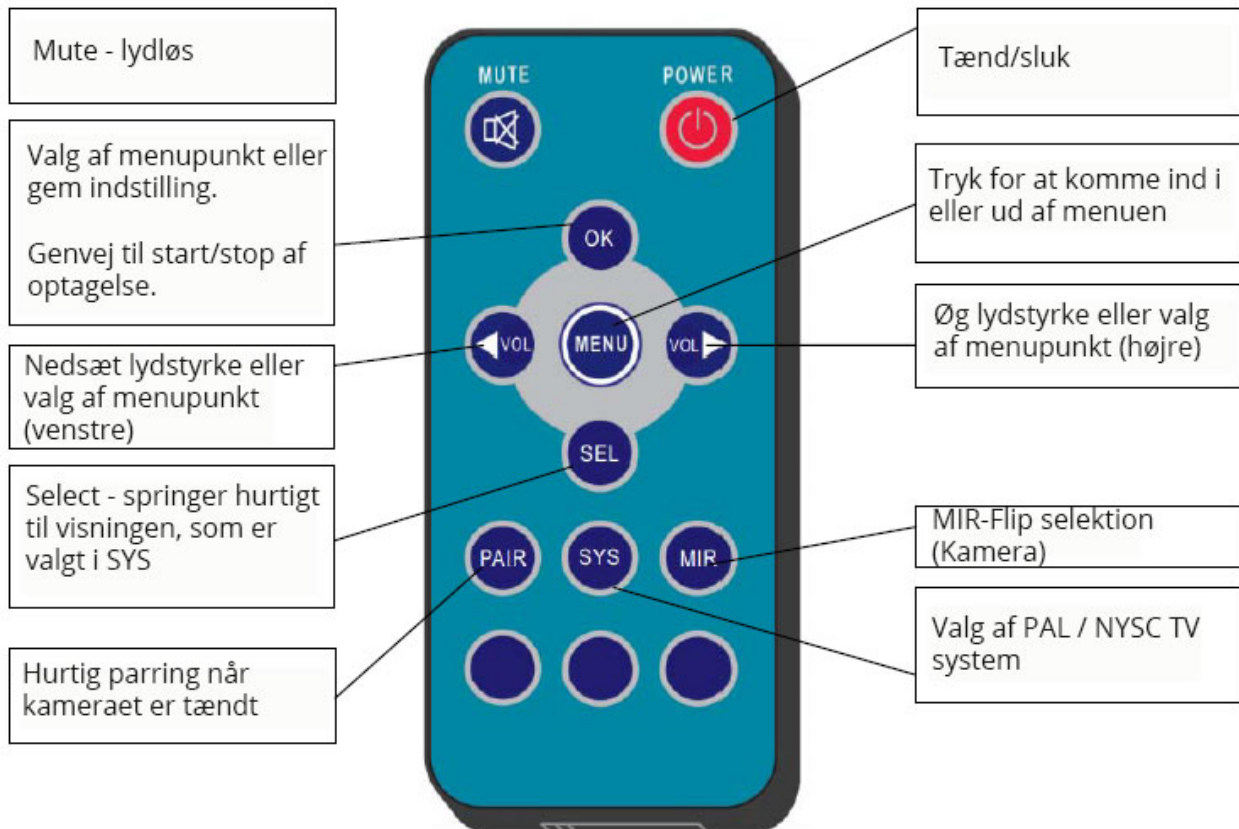 Mute - lydløs
Valg af menupunkt eller
gem indstilling.
Genvej til start/stop af
optagelse.
Nedsæt lydstyrke eller
valg af menupunkt
(venstre)
Select - springer hurtigt
til visningen, som er
valgt i SYS
Hurtig parring når
kameraet er tændt
MUTE
POWER
OK
VOL
MENU
VOL
SEL
PAIR
SYS
MIR
Tænd/sluk
Tryk for at komme ind i
eller ud af menuen
Øg lydstyrke eller valg
af menupunkt (højre)
MIR-Flip selektion
(Kamera)
Valg af PAL / NYSC TV
system